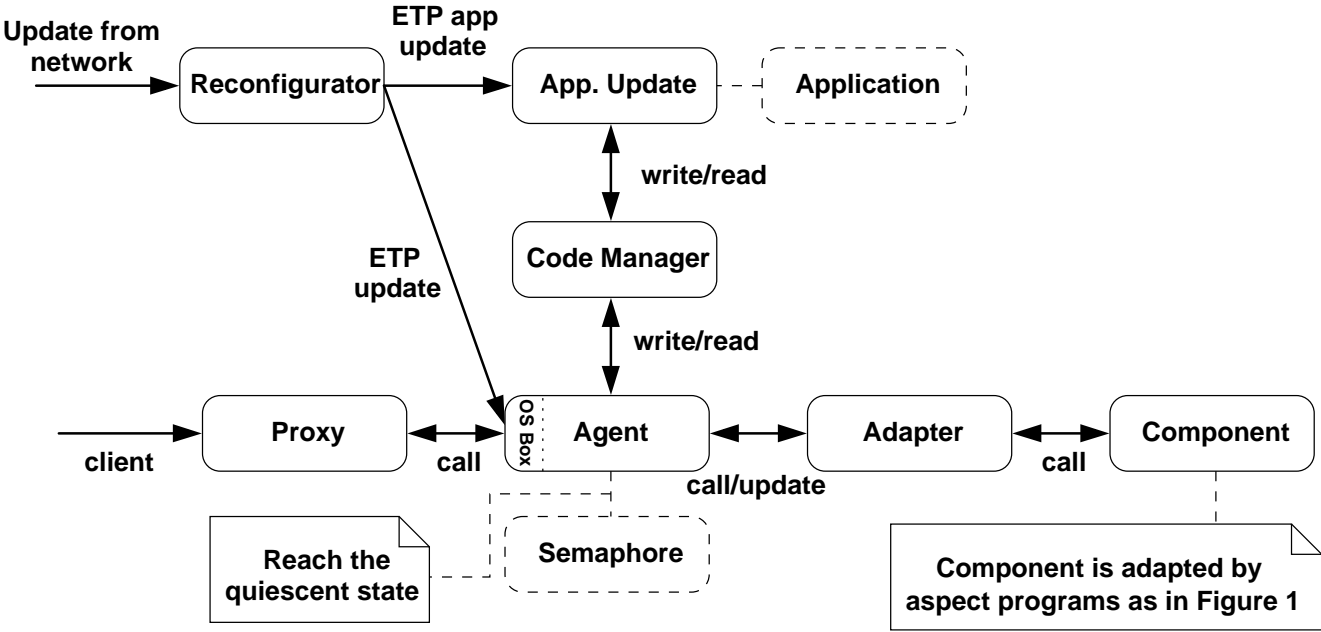 Update from
network
ETP app
update
Reconfigurator
App. Update
Application
write/read
ETP
update
Code Manager
write/read
client
Proxy
call
OS Box
Agent
call/update
Adapter
call
Component
Reach the
quiescent state
Semaphore
Component is adapted by
aspect programs as in Figure 1